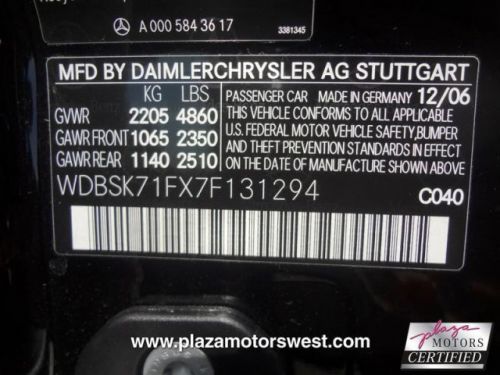 A 000 584 36 17
3381345
MFD BY DAIMLERCHRYSLER AG STUTTGART
KG LBS
GVWR 2205 4860
GAWR FRONT 1065 2350
GAWR REAR 1140 2510
PASSENGER CAR MADE IN GERMANY 12/06
THIS VEHICLE CONFORMS TO ALL APPLICABLE
U.S. FEDERAL MOTOR VEHICLE SAFETY,BUMPER
AND THEFT PREVENTION STANDARDS IN EFFECT
ON THE DATE OF MANUFACTURE SHOWN ABOVE
WDBSK71FX7F131294
C040
www.plazamotorswest.com
plaza
MOTORS
CERTIFIED